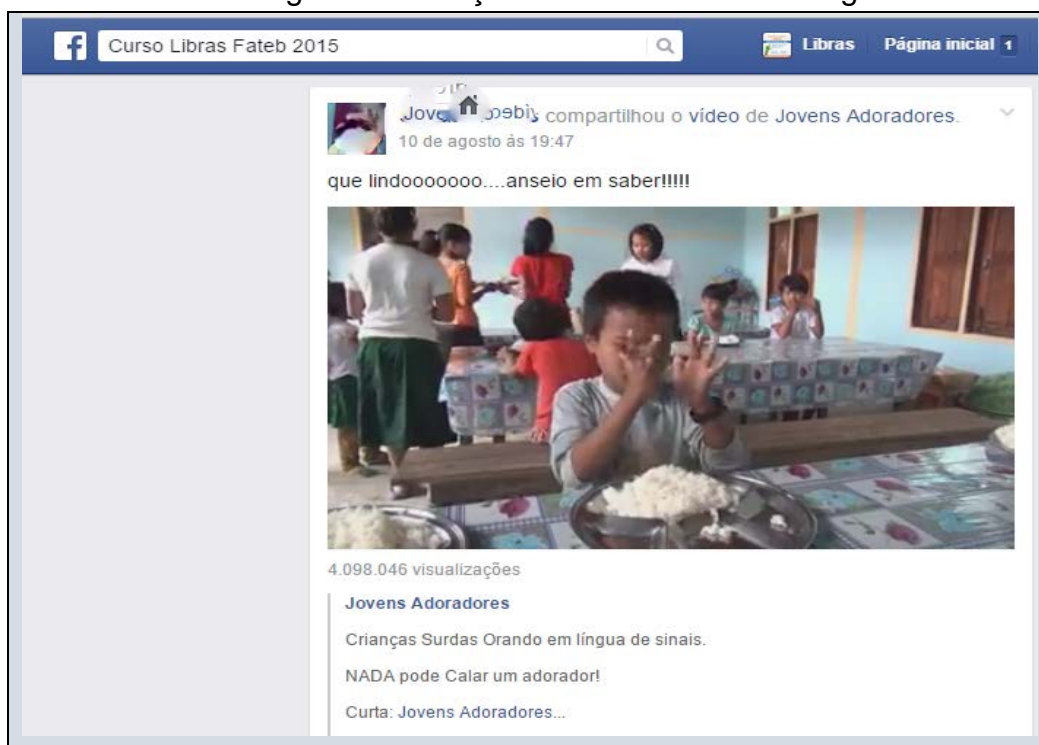 f Curso Libras Fateb 2015 Libras Página inicial 1
compartilhou o vídeo de Jovens Adoradores.
10 de agosto às 19:47
que lindooooooo....anseio em saber!!!!!
4.098.046 visualizações
Jovens Adoradores
Crianças Surdas Orando em língua de sinais.
NADA pode Calar um adorador!
Curta: Jovens Adoradores...